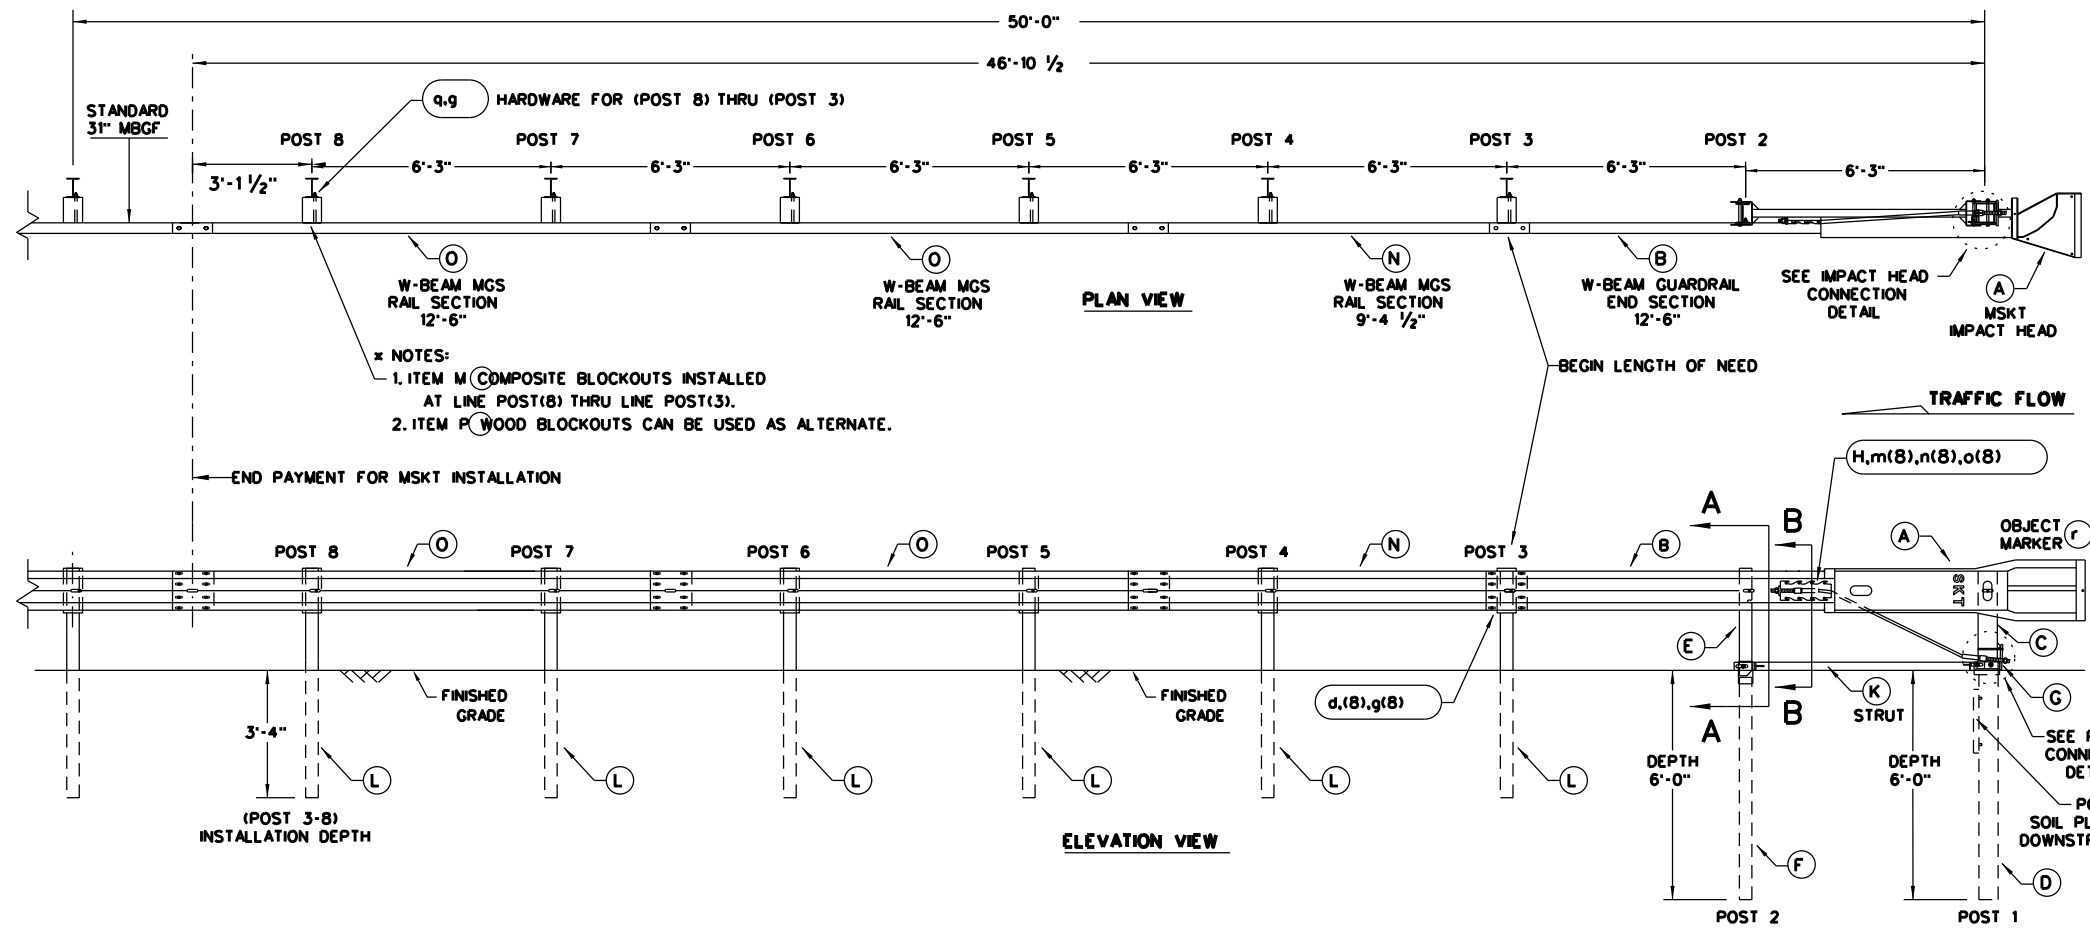 50'-0"
46'-10 ½
q,g HARDWARE FOR (POST 8) THRU (POST 3)
STANDARD
31" MBGF
POST 8
POST 7
POST 6
POST 5
POST 4
POST 3
POST 2
3'-1 ½"
6'-3"
6'-3"
6'-3"
6'-3"
6'-3"
6'-3"
6'-3"
O
W-BEAM MGS
RAIL SECTION
12'-6"
O
W-BEAM MGS
RAIL SECTION
12'-6"
PLAN VIEW
N
W-BEAM MGS
RAIL SECTION
9'-4 ½"
B
W-BEAM GUARDRAIL
END SECTION
12'-6"
SEE IMPACT HEAD
CONNECTION
DETAIL
A
MSKT
IMPACT HEAD
* NOTES:
1. ITEM M COMPOSITE BLOCKOUTS INSTALLED
AT LINE POST(8) THRU LINE POST(3).
2. ITEM P WOOD BLOCKOUTS CAN BE USED AS ALTERNATE.
BEGIN LENGTH OF NEED
TRAFFIC FLOW
END PAYMENT FOR MSKT INSTALLATION
H,m(8),n(8),o(8)
A
B
A
OBJECT
MARKER r
POST 8
O
POST 7
POST 6
O
POST 5
POST 4
N
POST 3
B
SKT
E
C
FINISHED
GRADE
FINISHED
GRADE
d,(8),g(8)
A
B
K
STRUT
G
3'-4"
L
L
L
L
L
L
DEPTH
6'-0"
DEPTH
6'-0"
SEE
CONN
DET
(POST 3-8)
INSTALLATION DEPTH
SOIL PL
DOWNST
ELEVATION VIEW
F
D
POST 2
POST 1